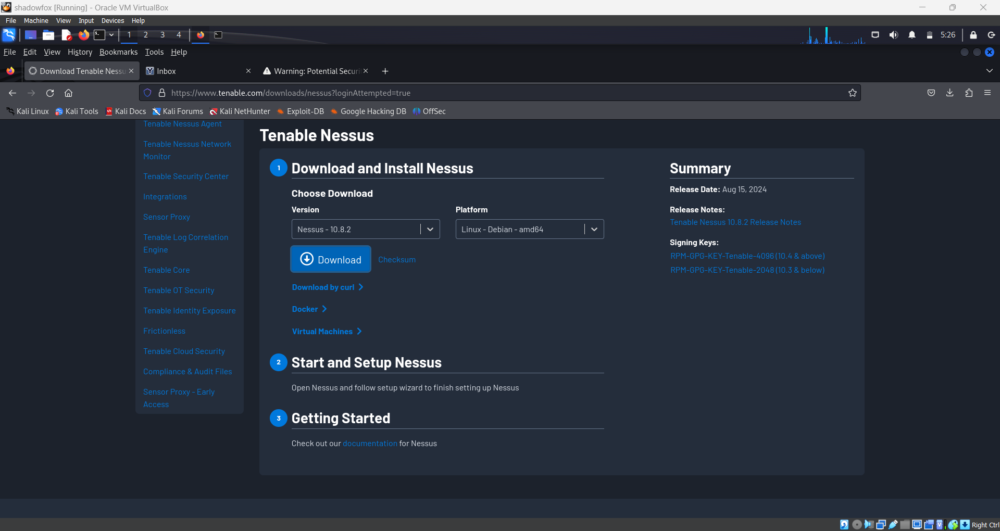 shadowfox [Running] - Oracle VM VirtualBox
File Machine View Input Devices Help
1 2 3 4 5:26
File Edit View History Bookmarks Tools Help
Download Tenable Nessu Inbox Warning: Potential Securi
https://www.tenable.com/downloads/nessus?loginAttempted=true
Kali Linux Kali Tools Kali Docs Kali Forums Kali NetHunter Exploit-DB Google Hacking DB OffSec
Tenable Nessus Agent
Tenable Nessus Network
Monitor
Tenable Security Center
Integrations
Sensor Proxy
Tenable Log Correlation
Engine
Tenable Core
Tenable OT Security
Tenable Identity Exposure
Frictionless
Tenable Cloud Security
Compliance & Audit Files
Sensor Proxy - Early
Access
Tenable Nessus
1 Download and Install Nessus
Choose Download
Version Platform
Nessus - 10.8.2 Linux - Debian - amd64
Download Checksum
Download by curl
Docker
Virtual Machines
2 Start and Setup Nessus
Open Nessus and follow setup wizard to finish setting up Nessus
3 Getting Started
Check out our documentation for Nessus
Summary
Release Date: Aug 15, 2024
Release Notes:
Tenable Nessus 10.8.2 Release Notes
Signing Keys:
RPM-GPG-KEY-Tenable-4096 (10.4 & above)
RPM-GPG-KEY-Tenable-2048 (10.3 & below)
Right Ctrl